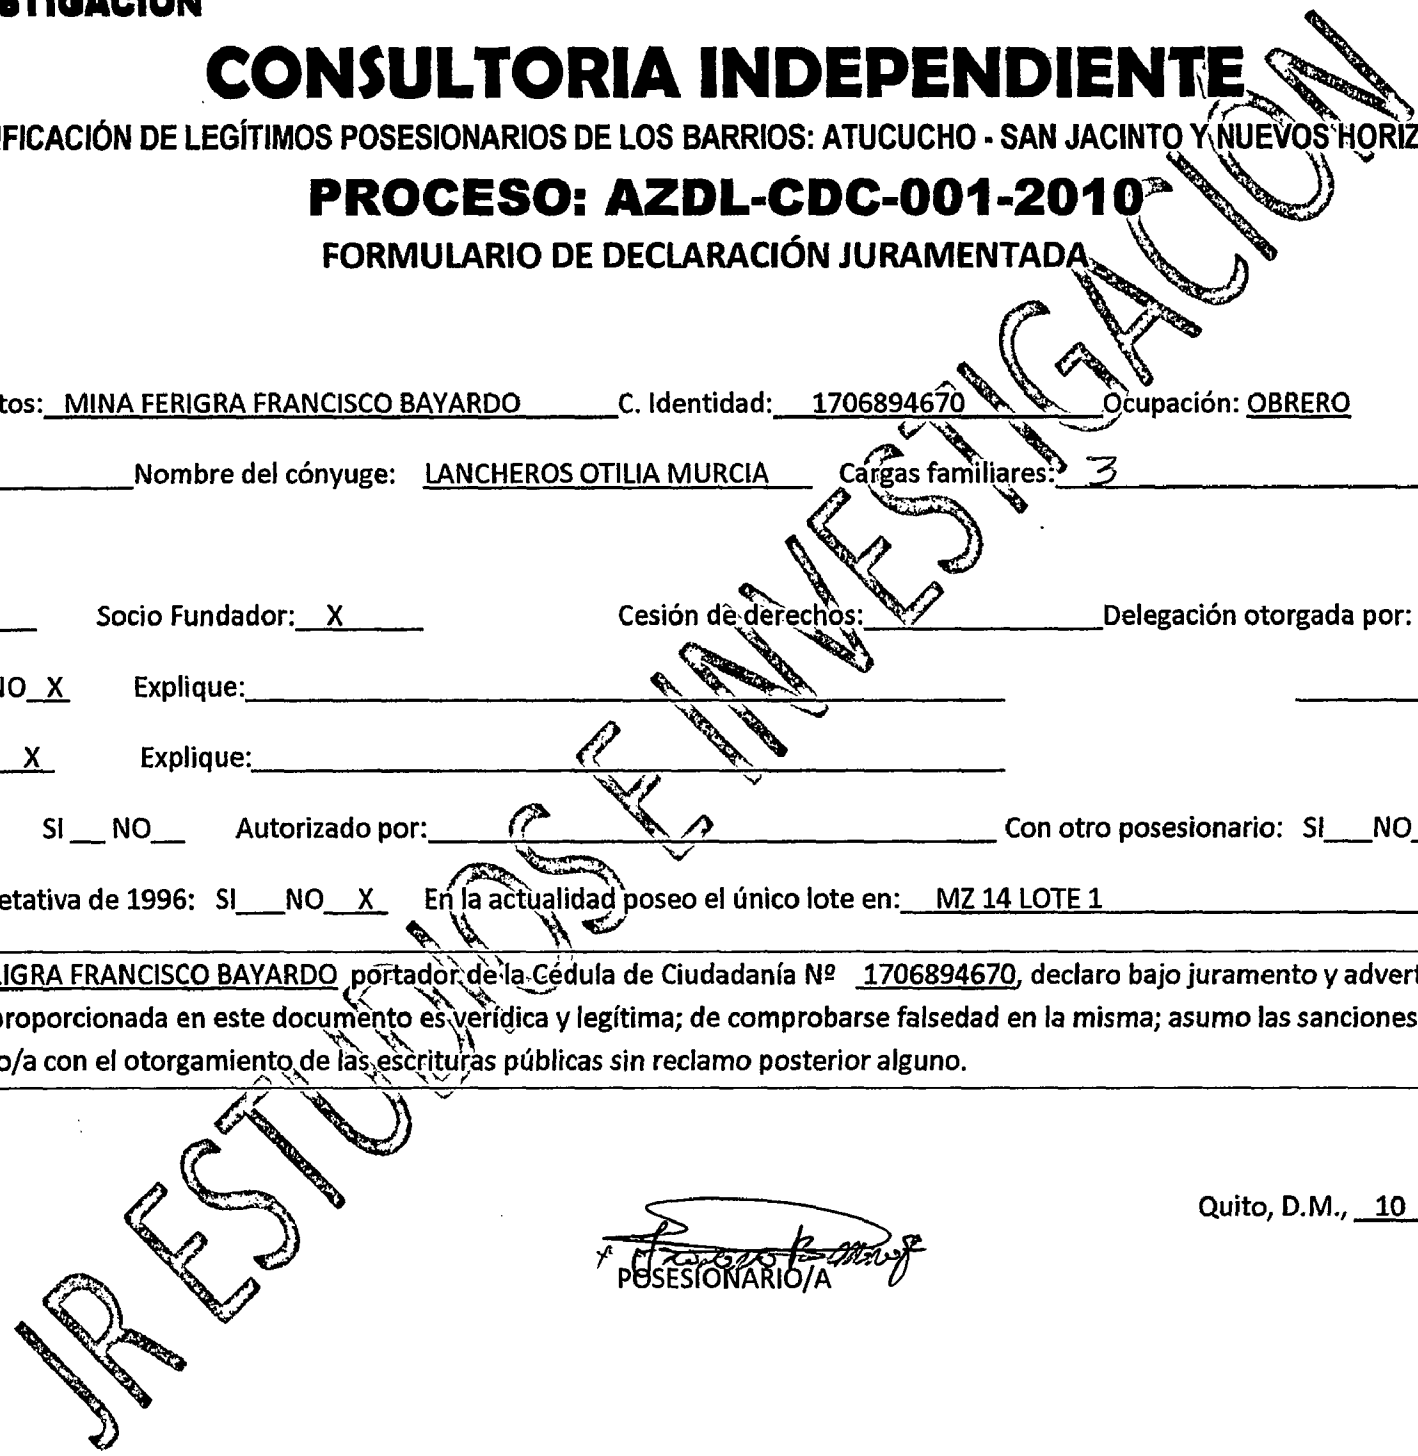 STIGACIÓN
CONSULTORIA INDEPENDIENTE
IFICACIÓN DE LEGÍTIMOS POSESIONARIOS DE LOS BARRIOS: ATUCUCHO - SAN JACINTO Y NUEVOS HORIZ
PROCESO: AZDL-CDC-001-2010
FORMULARIO DE DECLARACIÓN JURAMENTADA
tos: MINA FERIGRA FRANCISCO BAYARDO C. Identidad: 1706894670 Ocupación: OBRERO
Nombre del cónyuge: LANCHEROS OTILIA MURCIA Cargas familiares: 3
Socio Fundador: X Cesión de derechos: Delegación otorgada por:
NO X Explique:
X Explique:
SI NO Autorizado por: Con otro posesionario: SI NO
etativa de 1996: SI NO X En la actualidad poseo el único lote en: MZ 14 LOTE 1
IGRA FRANCISCO BAYARDO portador de la Cédula de Ciudadanía Nº 1706894670, declaro bajo juramento y advert
proporcionada en este documento es verídica y legítima; de comprobarse falsedad en la misma; asumo las sanciones
o/a con el otorgamiento de las escrituras públicas sin reclamo posterior alguno.
Quito, D.M., 10
POSESIONARIO/A
JR ESTUDIOS E INVESTIGACION